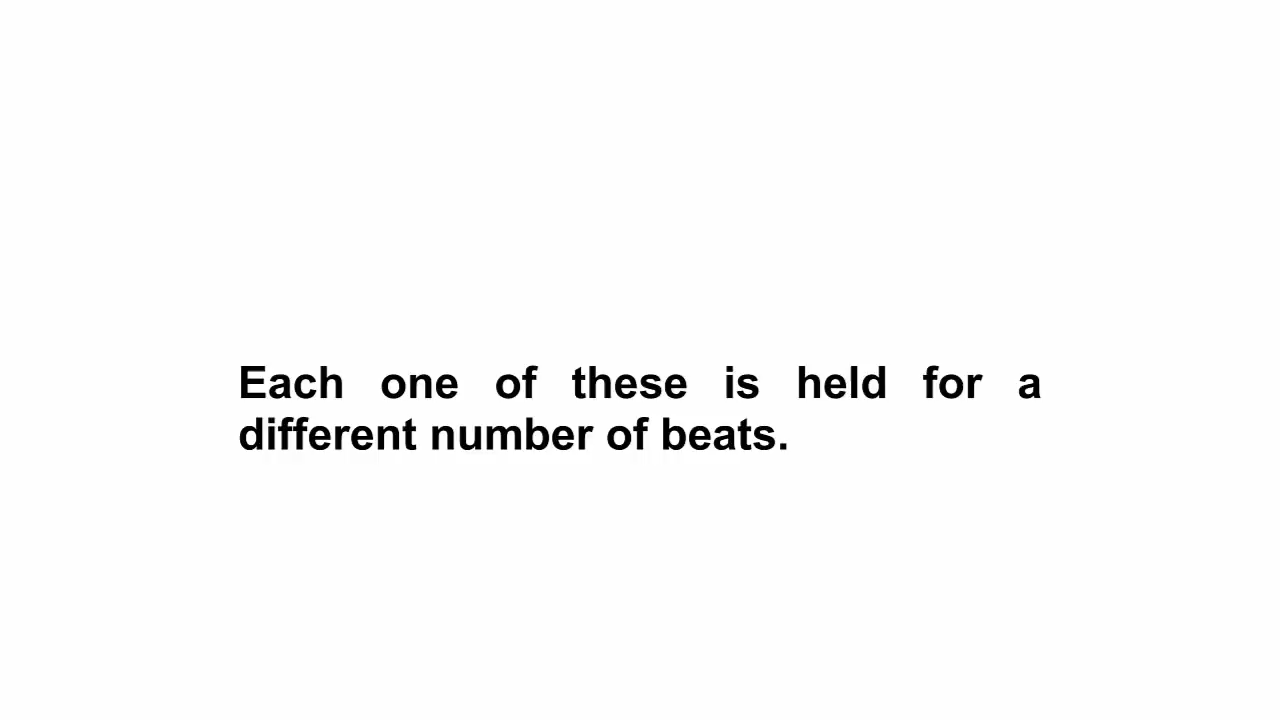 Each one of these is held for a
different number of beats.